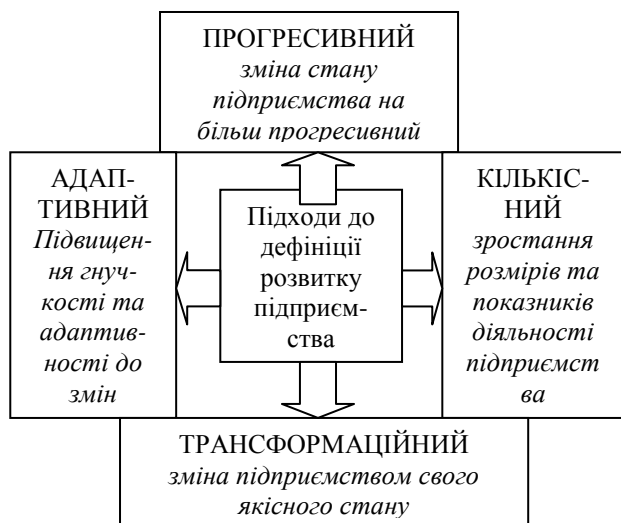 ПРОГРЕСИВНИЙ
зміна стану
підприємства на
більш прогресивний
АДАП-
ТИВНИЙ
Підвищен-
ня гнуч-
кості та
адаптив-
ності до
змін
Підходи до
дефініції
розвитку
підприєм-
ства
КІЛЬКІС-
НИЙ
зростання
розмірів та
показників
діяльності
підприємст
ва
ТРАНСФОРМАЦІЙНИЙ
зміна підприємством свого
якісного стану